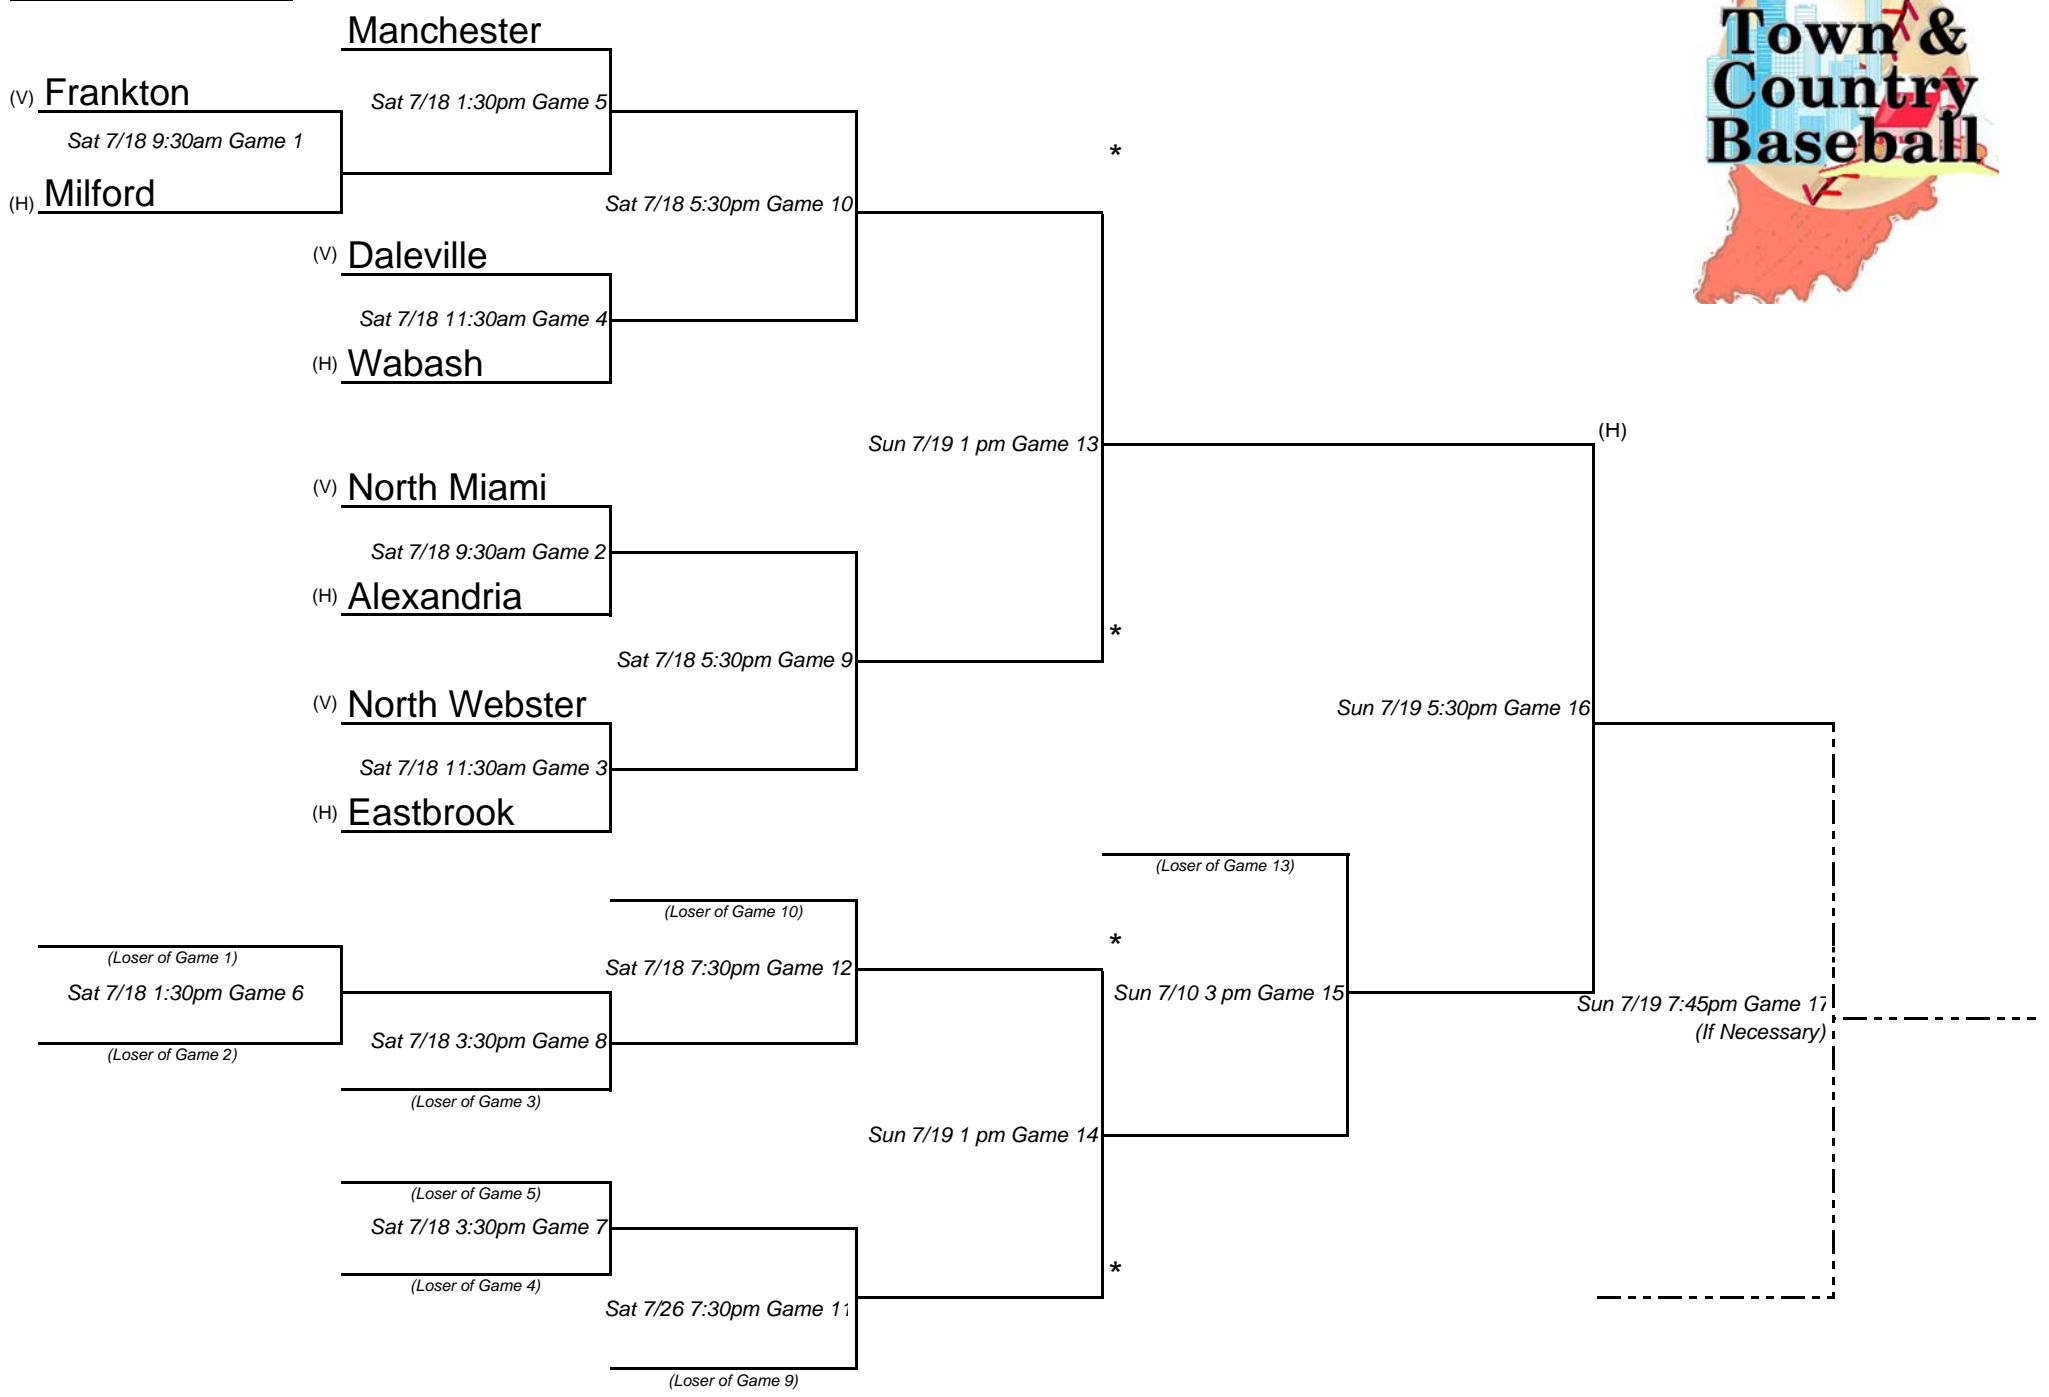 Town &
Country
Baseball
Manchester
(V) Frankton
Sat 7/18 1:30pm Game 5
Sat 7/18 9:30am Game 1
*
(H) Milford
Sat 7/18 5:30pm Game 10
(V) Daleville
Sat 7/18 11:30am Game 4
(H) Wabash
Sun 7/19 1 pm Game 13
(H)
(V) North Miami
Sat 7/18 9:30am Game 2
(H) Alexandria
*
Sat 7/18 5:30pm Game 9
(V) North Webster
Sun 7/19 5:30pm Game 16
Sat 7/18 11:30am Game 3
(H) Eastbrook
(Loser of Game 13)
(Loser of Game 10)
*
(Loser of Game 1)
Sat 7/18 7:30pm Game 12
Sat 7/18 1:30pm Game 6
Sun 7/10 3 pm Game 15
Sun 7/19 7:45pm Game 17
(If Necessary)
Sat 7/18 3:30pm Game 8
(Loser of Game 2)
(Loser of Game 3)
Sun 7/19 1 pm Game 14
(Loser of Game 5)
Sat 7/18 3:30pm Game 7
*
(Loser of Game 4)
Sat 7/26 7:30pm Game 11
(Loser of Game 9)